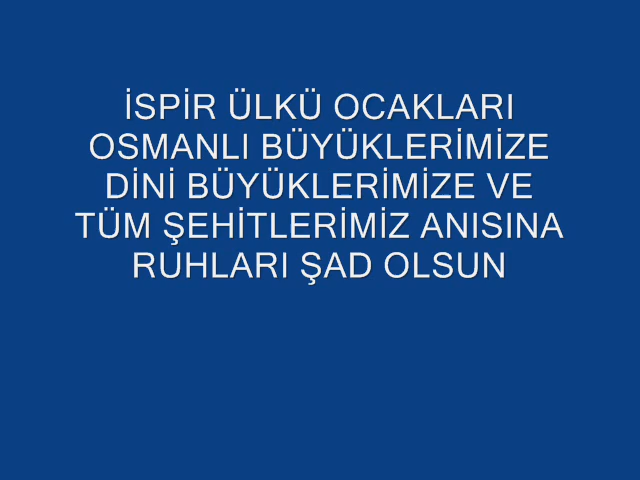 İSPİR ÜLKÜ OCAKLARI
OSMANLI BÜYÜKLERİMİZE
DİNİ BÜYÜKLERİMİZE VE
TÜM ŞEHİTLERİMİZ ANISINA
RUHLARI ŞAD OLSUN